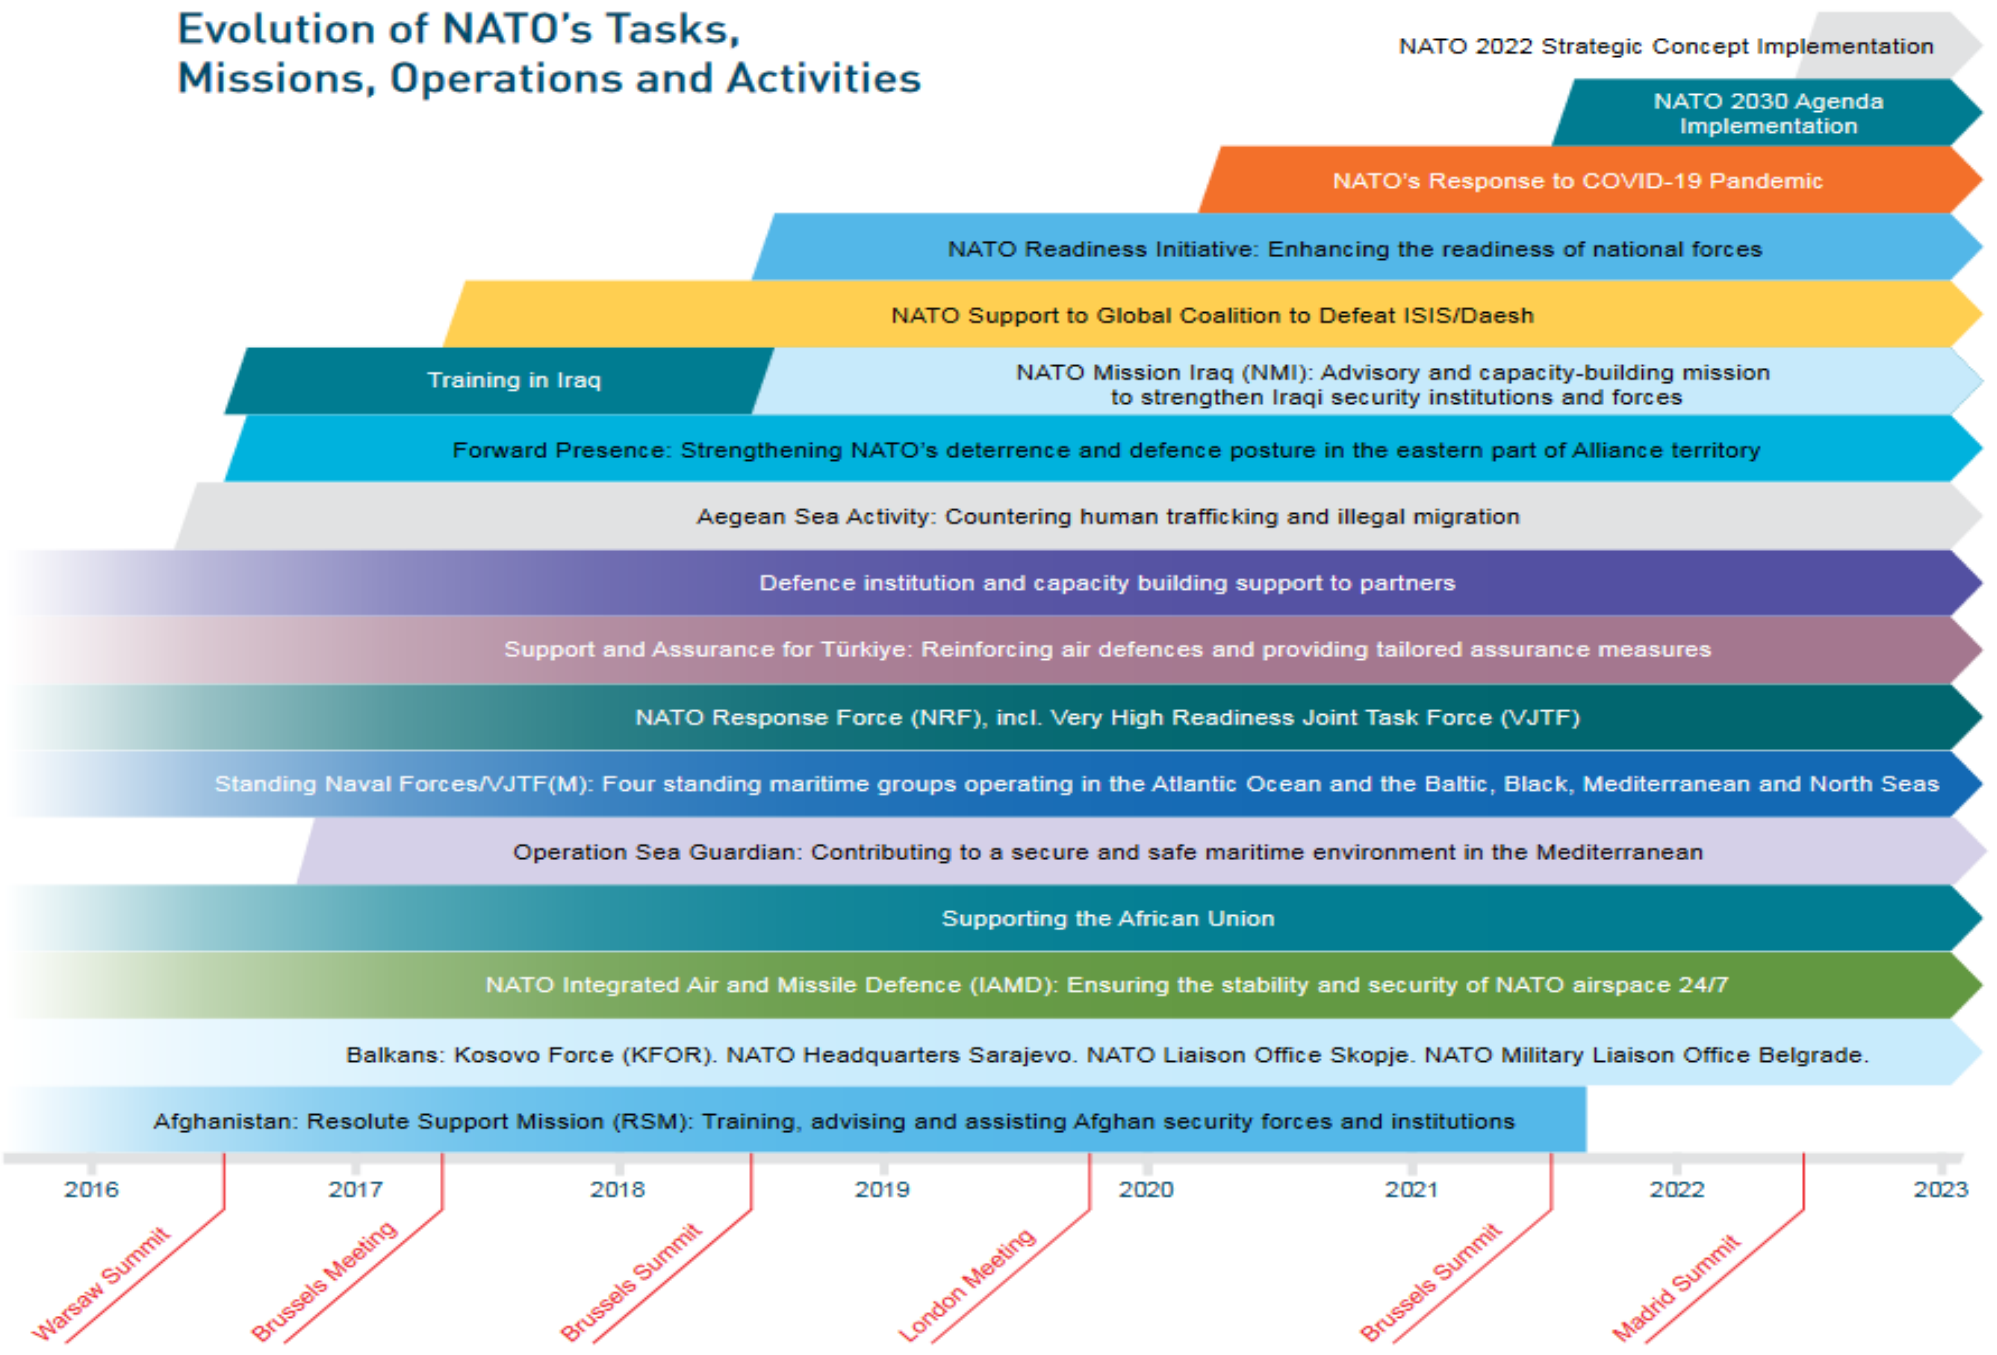 Evolution of NATO's Tasks,
Missions, Operations and Activities
NATO 2022 Strategic Concept Implementation
NATO 2030 Agenda
Implementation
NATO's Response to COVID-19 Pandemic
NATO Readiness Initiative: Enhancing the readiness of national forces
NATO Support to Global Coalition to Defeat ISIS/Daesh
Training in Iraq
NATO Mission Iraq (NMI): Advisory and capacity-building mission
to strengthen Iraqi security institutions and forces
Forward Presence: Strengthening NATO's deterrence and defence posture in the eastern part of Alliance territory
Aegean Sea Activity: Countering human trafficking and illegal migration
Defence institution and capacity building support to partners
Support and Assurance for Türkiye: Reinforcing air defences and providing tailored assurance measures
NATO Response Force (NRF), incl. Very High Readiness Joint Task Force (VJTF)
Standing Naval Forces/VJTF(M): Four standing maritime groups operating in the Atlantic Ocean and the Baltic, Black, Mediterranean and North Seas
Operation Sea Guardian: Contributing to a secure and safe maritime environment in the Mediterranean
Supporting the African Union
NATO Integrated Air and Missile Defence (IAMD): Ensuring the stability and security of NATO airspace 24/7
Balkans: Kosovo Force (KFOR). NATO Headquarters Sarajevo. NATO Liaison Office Skopje. NATO Military Liaison Office Belgrade.
Afghanistan: Resolute Support Mission (RSM): Training, advising and assisting Afghan security forces and institutions
2016
2017
2018
2019
2020
2021
2022
2023
Warsaw Summit
Brussels Meeting
Brussels Summit
London Meeting
Brussels Summit
Madrid Summit